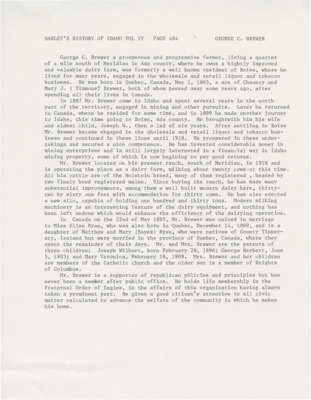 HAWLEY'S HISTORY OF IDAHO VOL IV PAGE 484 GEORGE C. BREWER
George C. Brewer a prosperous and progressive farmer, living a quarter
of a mile south of Meridian in Ada county, where he owns a highly improved
and valuable dairy farm, was formerly a well known resident of Boise, where he
lived for many years, engaged in the wholesale and retail liquor and tobacco
business. He was born in Quebec, Canada, May 1, 1865, a son of Chauncy and
Mary J. ( Timmons) Brewer, both of whom passed away some years ago, after
spending all their lives in Canada.
In 1887 Mr. Brewer came to Idaho and spent several years in the north
part of the territory, engaged in mining and other pursuits. Later he returned
to Canada, where he resided for some time, and in 1899 he made another journey
to Idaho, this time going to Boise, Ada county. He brought with him his wife
and oldest child, Joseph W., then a lad of six years. After settling in Boise
Mr. Brewer became engaged in the wholesale and retail liquor and tobacco bus-
iness and continued in these lines until 1918. He prospered in these under-
takings and secured a nice competence. He has invested considerable money in
mining enterprises and is still largely interested in a financial way in Idaho
mining property, some of which is now beginning to pay good returns.
Mr. Brewer located on his present ranch, south of Meridian, in 1918 and
is operating the place as a dairy farm, milking about twenty cows at this time.
All his cattle are of the Holstein breed, many of them registered , headed by
two finely bred registered males. Since buying the ranch, he has made many
substantial improvements, among them a well built modern dairy barn, thirty-
two by sixty one feet with accommodation for thirty cows. He has also erected
a new silo, capable of holding one hundred and thirty tons. Modern milking
machinery is an interesting feature of the dairy equipment, and nothing has
been left undone which would enhance the efficiency of the dairying operation.
In Canada on the 22nd of May 1895, Mr. Brewer was united in marriage
to Miss Ellen Ryan, who was also born in Quebec, December 14, 1869, and is a
daughter of Matthew and Mary (Hayes) Ryan, who were natives of County Tipper-
ary, Ireland but were married in the province of Quebec, Canada, where they
spent the remainder of their days. Mr. and Mrs. Brewer are the parents of
three children: Joseph Wilburt, born February 28, 1896; George Herbert, June
5, 1903; and Mary Veronica, February 18, 1908. Mrs. Brewer and her children
are members of the Catholic church and the older son is a member of Knights
of Columbus.
Mr. Brewer is a supporter of republican policies and principles but has
never been a seeker after public office. He holds life membership in the
fraternal Order of Eagles, in the affairs of this organization having always
taken a prominent part. He gives a good citizen's attention to all civic
matter calculated to advance the welfare of the community in which he makes
his home.